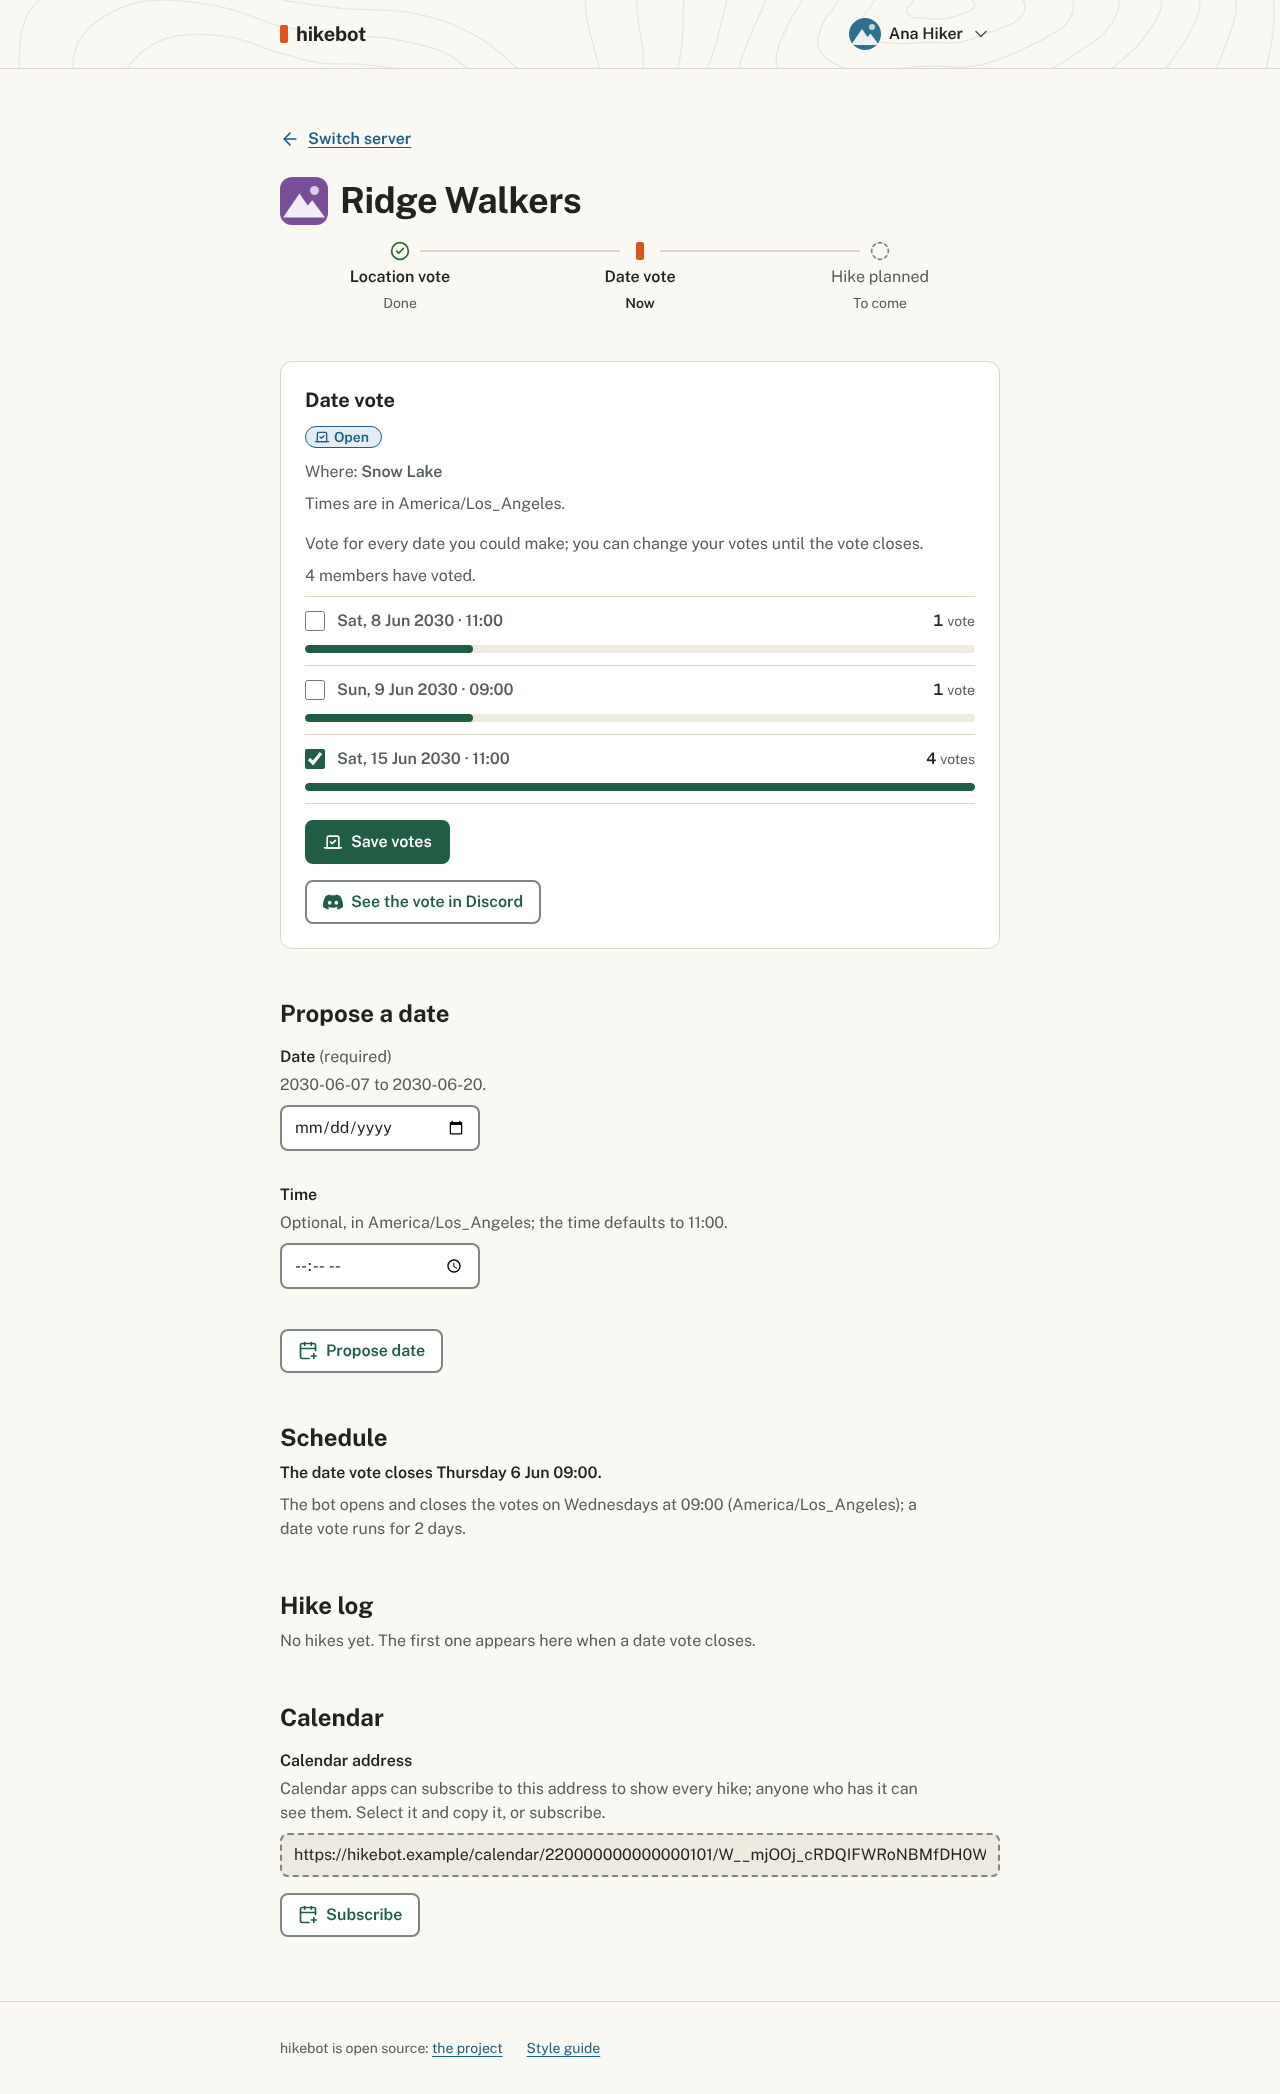 hikebot
Ana Hiker
Switch server
Ridge Walkers
Location vote
Done
Date vote
Now
Hike planned
To come
Date vote
Open
Where: Snow Lake
Times are in America/Los_Angeles.
Vote for every date you could make; you can change your votes until the vote closes.
4 members have voted.
Sat, 8 Jun 2030 · 11:00
1 vote
Sun, 9 Jun 2030 · 09:00
1 vote
Sat, 15 Jun 2030 · 11:00
4 votes
Save votes
See the vote in Discord
Propose a date
Date (required)
2030-06-07 to 2030-06-20.
mm/dd/yyyy
Time
Optional, in America/Los_Angeles; the time defaults to 11:00.
--:-- --
Propose date
Schedule
The date vote closes Thursday 6 Jun 09:00.
The bot opens and closes the votes on Wednesdays at 09:00 (America/Los_Angeles); a
date vote runs for 2 days.
Hike log
No hikes yet. The first one appears here when a date vote closes.
Calendar
Calendar address
Calendar apps can subscribe to this address to show every hike; anyone who has it can
see them. Select it and copy it, or subscribe.
https://hikebot.example/calendar/220000000000000101/W__mjOOj_cRDQIFWRoNBMfDH0W
Subscribe
hikebot is open source: the project
Style guide